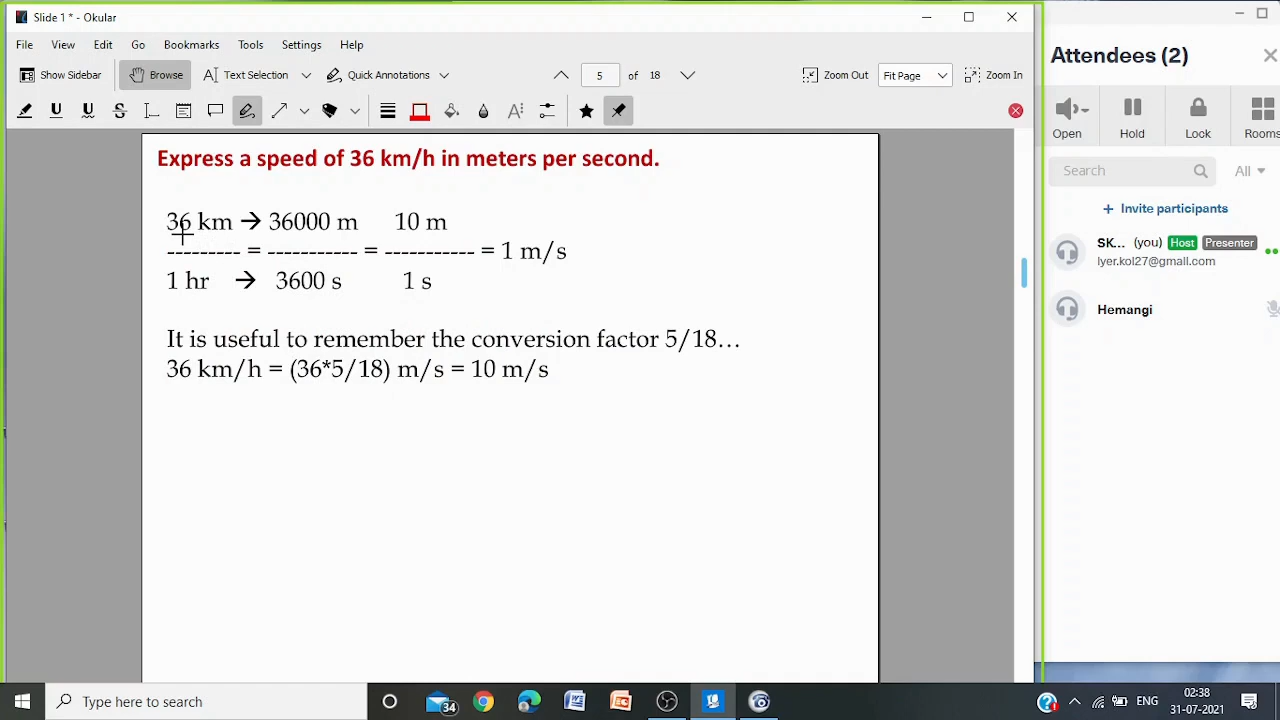 Slide 1 * - Okular
File View Edit Go Bookmarks Tools Settings Help
Show Sidebar Browse Text Selection Quick Annotations 5 of 18 Zoom Out Fit Page Zoom In
Express a speed of 36 km/h in meters per second.
36 km → 36000 m 10 m
--------- = ----------- = ----------- = 1 m/s
1 hr → 3600 s 1 s
It is useful to remember the conversion factor 5/18…
36 km/h = (36*5/18) m/s = 10 m/s
Attendees (2)
Open Hold Lock Rooms
Search All
+ Invite participants
SK... (you) Host Presenter
lyer.kol27@gmail.com
Hemangi
Type here to search
34
ENG
02:38
31-07-2021